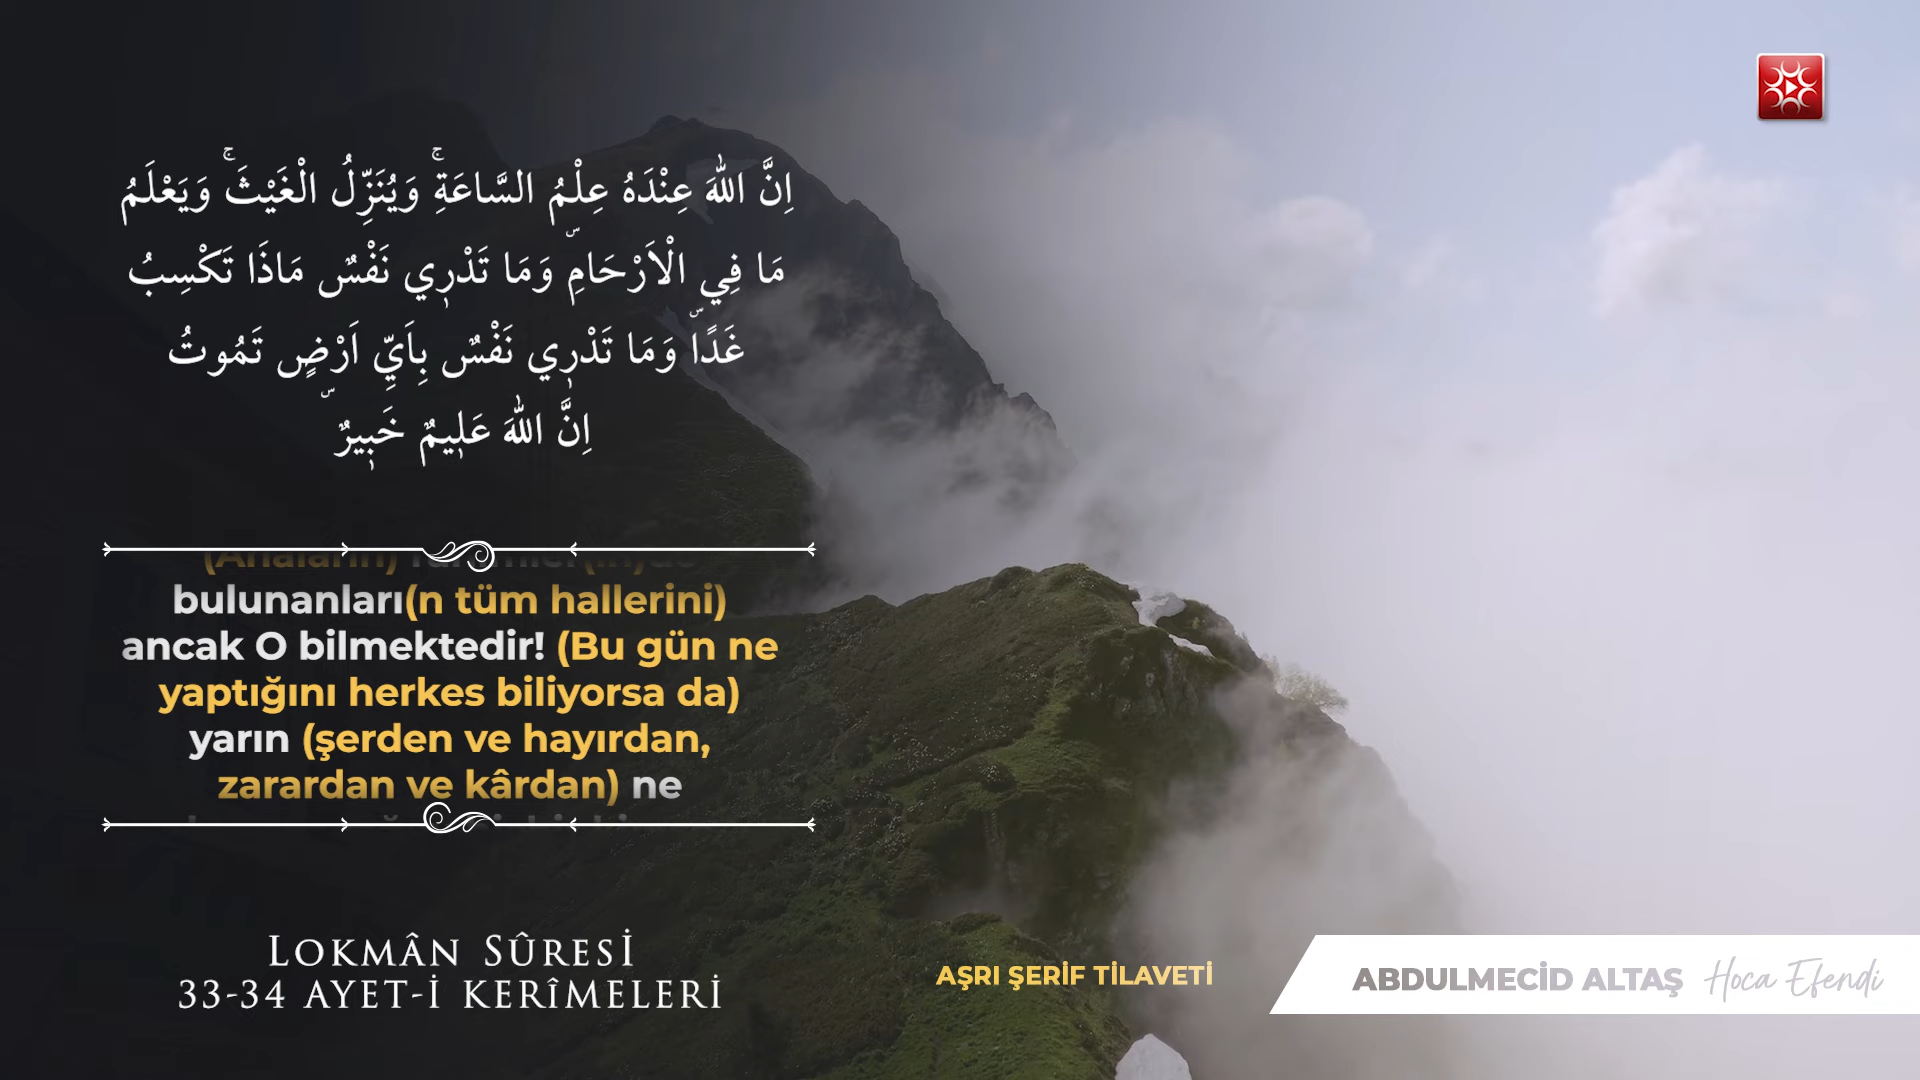 اِنَّ اللّٰهَ عِنْدَهُ عِلْمُ السَّاعَةِۚ وَيُنَزِّلُ الْغَيْثَۚ وَيَعْلَمُ
مَا فِي الْاَرْحَامِۜ وَمَا تَدْر۪ي نَفْسٌ مَاذَا تَكْسِبُ
غَدًاۜ وَمَا تَدْر۪ي نَفْسٌ بِاَيِّ اَرْضٍ تَمُوتُۜ
اِنَّ اللّٰهَ عَل۪يمٌ خَب۪يرٌ
bulunanları(n tüm hallerini)
ancak O bilmektedir! (Bu gün ne
yaptığını herkes biliyorsa da)
yarın (şerden ve hayırdan,
zarardan ve kârdan) ne
LOKMÂN SÛRESİ
33-34 AYET-İ KERÎMELERİ
AŞRI ŞERİF TİLAVETİ
ABDULMECİD ALTAŞ Hoca Efendi